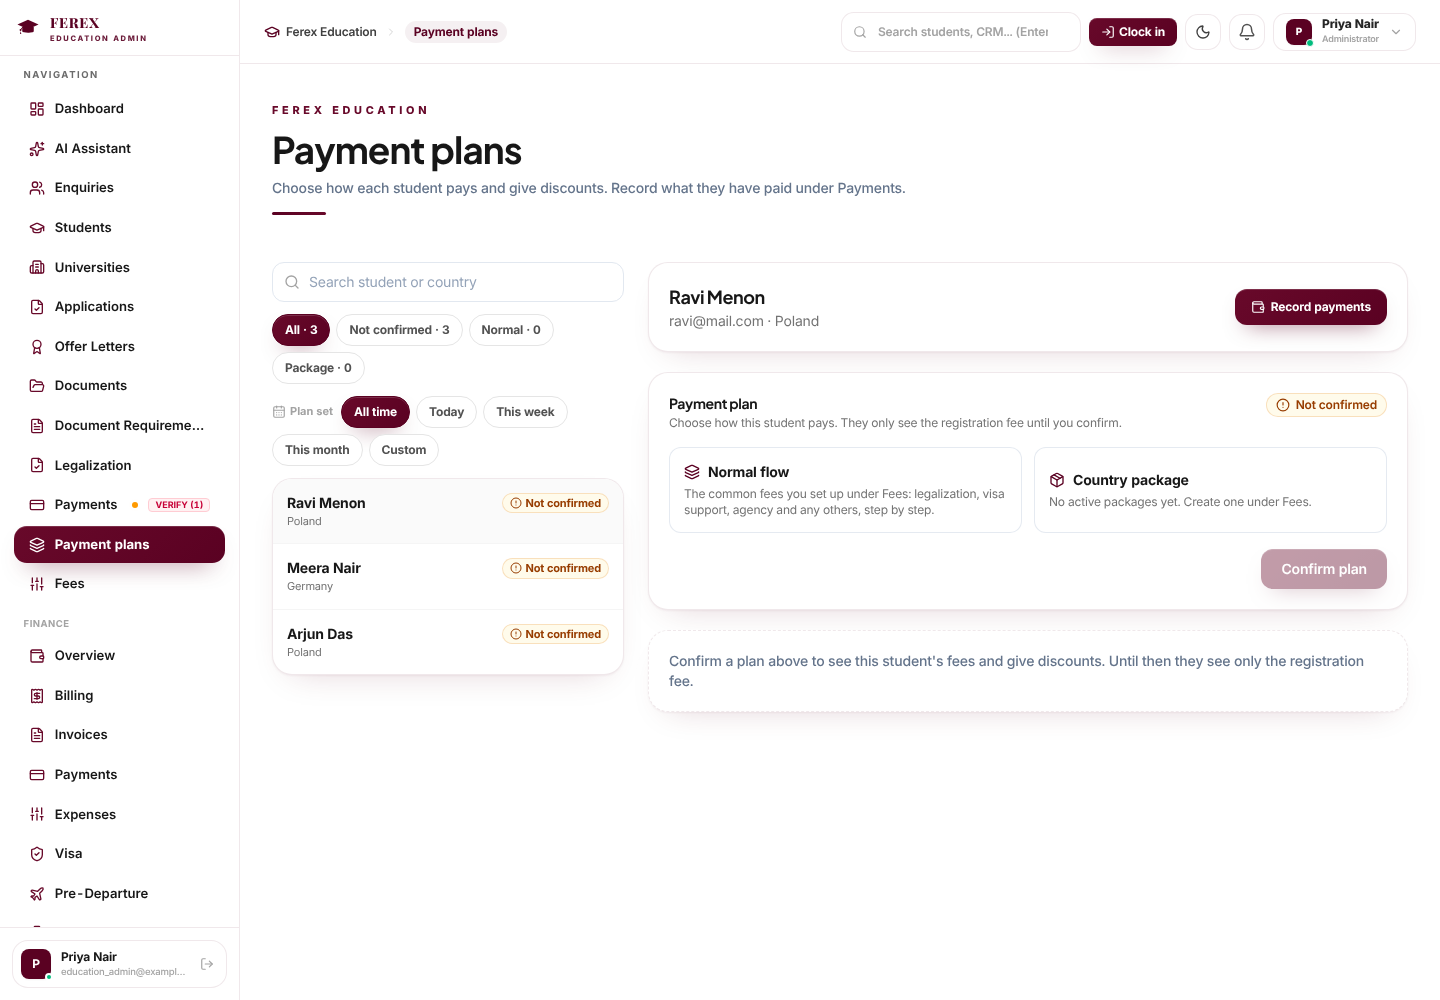 FEREX
EDUCATION ADMIN
NAVIGATION
Dashboard
AI Assistant
Enquiries
Students
Universities
Applications
Offer Letters
Documents
Document Requireme...
Legalization
Payments VERIFY (1)
Payment plans
Fees
FINANCE
Overview
Billing
Invoices
Payments
Expenses
Visa
Pre-Departure
P
Priya Nair
education_admin@exampl...
Ferex Education
Payment plans
Search students, CRM... (Enter
Clock in
P
Priya Nair
Administrator
FEREX EDUCATION
Payment plans
Choose how each student pays and give discounts. Record what they have paid under Payments.
Search student or country
All · 3
Not confirmed · 3
Normal · 0
Package · 0
Plan set
All time
Today
This week
This month
Custom
Ravi Menon
Not confirmed
Poland
Meera Nair
Not confirmed
Germany
Arjun Das
Not confirmed
Poland
Ravi Menon
ravi@mail.com · Poland
Record payments
Payment plan
Not confirmed
Choose how this student pays. They only see the registration fee until you confirm.
Normal flow
The common fees you set up under Fees: legalization, visa
support, agency and any others, step by step.
Country package
No active packages yet. Create one under Fees.
Confirm plan
Confirm a plan above to see this student's fees and give discounts. Until then they see only the registration
fee.